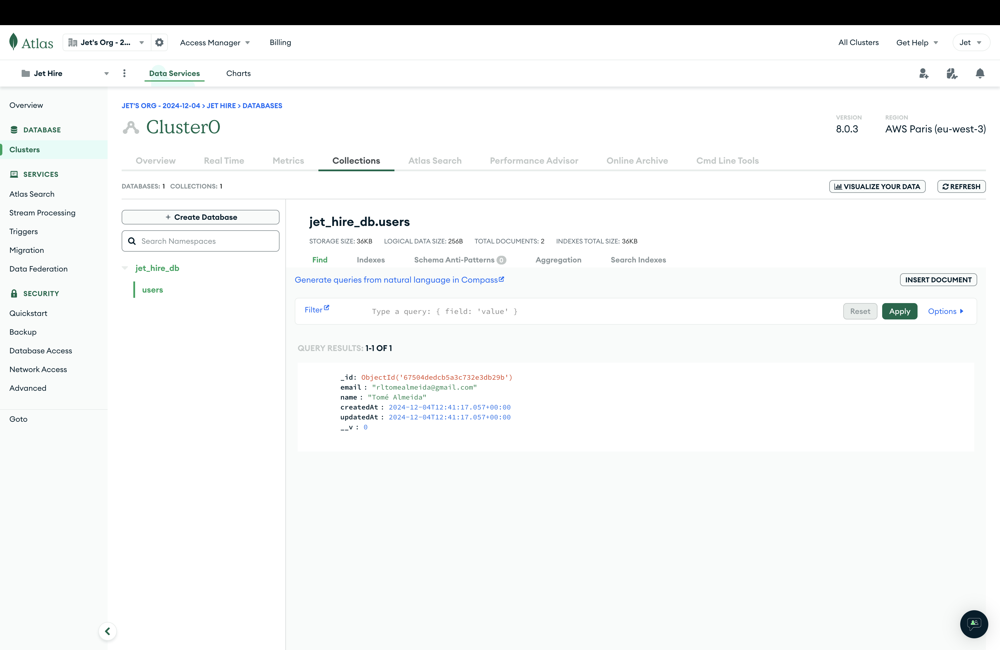 Atlas
Jet's Org - 2...
Access Manager
Billing
All Clusters
Get Help
Jet
Jet Hire
Data Services
Charts
Overview
DATABASE
Clusters
SERVICES
Atlas Search
Stream Processing
Triggers
Migration
Data Federation
SECURITY
Quickstart
Backup
Database Access
Network Access
Advanced
Goto
JET'S ORG - 2024-12-04 > JET HIRE > DATABASES
Cluster0
VERSION
8.0.3
REGION
AWS Paris (eu-west-3)
Overview
Real Time
Metrics
Collections
Atlas Search
Performance Advisor
Online Archive
Cmd Line Tools
DATABASES: 1 COLLECTIONS: 1
VISUALIZE YOUR DATA
REFRESH
+ Create Database
Search Namespaces
jet_hire_db
users
jet_hire_db.users
STORAGE SIZE: 36KB LOGICAL DATA SIZE: 256B TOTAL DOCUMENTS: 2 INDEXES TOTAL SIZE: 36KB
Find
Indexes
Schema Anti-Patterns 0
Aggregation
Search Indexes
Generate queries from natural language in Compass
INSERT DOCUMENT
Filter
Type a query: { field: 'value' }
Reset
Apply
Options
QUERY RESULTS: 1-1 OF 1
_id: ObjectId('67504dedcb5a3c732e3db29b')
email : "rltomealmeida@gmail.com"
name : "Tomé Almeida"
createdAt : 2024-12-04T12:41:17.057+00:00
updatedAt : 2024-12-04T12:41:17.057+00:00
__v : 0